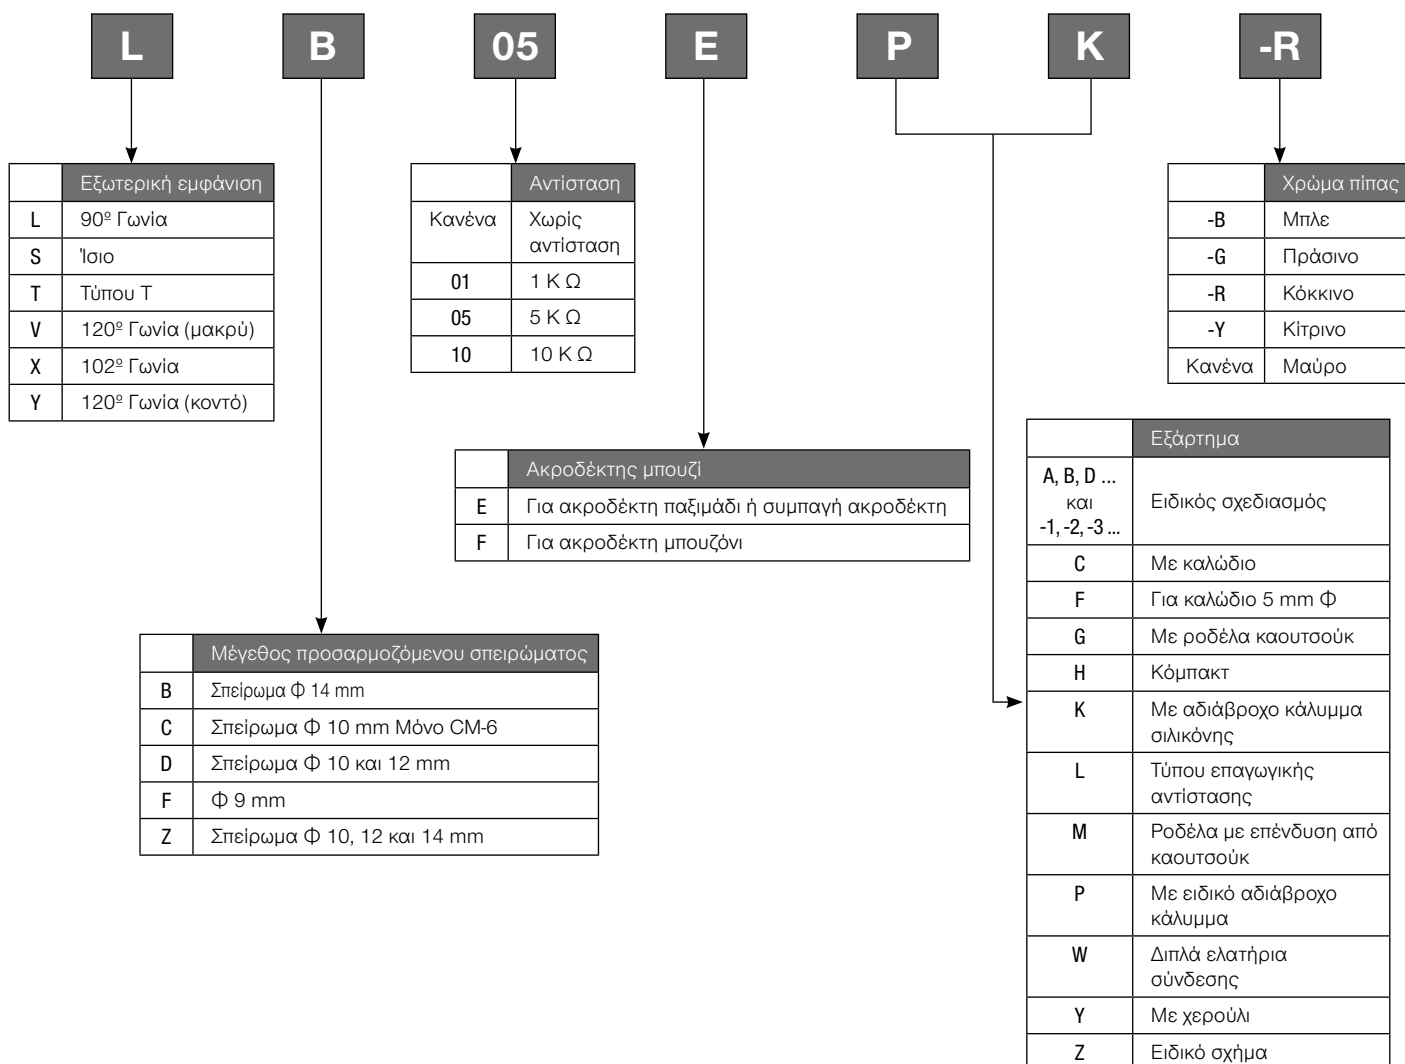 L B 05 E P K -R
Εξωτερική εμφάνιση
L 90º Γωνία
S Ίσιο
T Τύπου Τ
V 120º Γωνία (μακρύ)
X 102º Γωνία
Y 120º Γωνία (κοντό)
Αντίσταση
Κανένα Χωρίς
αντίσταση
01 1 K Ω
05 5 K Ω
10 10 K Ω
Χρώμα πίπας
-B Μπλε
-G Πράσινο
-R Κόκκινο
-Y Κίτρινο
Κανένα Μαύρο
Ακροδέκτης μπουζί
E Για ακροδέκτη παξιμάδι ή συμπαγή ακροδέκτη
F Για ακροδέκτη μπουζόνι
Μέγεθος προσαρμοζόμενου σπειρώματος
B Σπείρωμα Φ 14 mm
C Σπείρωμα Φ 10 mm Μόνο CM-6
D Σπείρωμα Φ 10 και 12 mm
F Φ 9 mm
Z Σπείρωμα Φ 10, 12 και 14 mm
Εξάρτημα
A, B, D ...
και
-1, -2, -3 ...
Ειδικός σχεδιασμός
C Με καλώδιο
F Για καλώδιο 5 mm Φ
G Με ροδέλα καουτσούκ
H Κόμπακτ
K Με αδιάβροχο κάλυμμα
σιλικόνης
L Τύπου επαγωγικής
αντίστασης
M Ροδέλα με επένδυση από
καουτσούκ
P Με ειδικό αδιάβροχο
κάλυμμα
W Διπλά ελατήρια
σύνδεσης
Y Με χερούλι
Z Ειδικό σχήμα